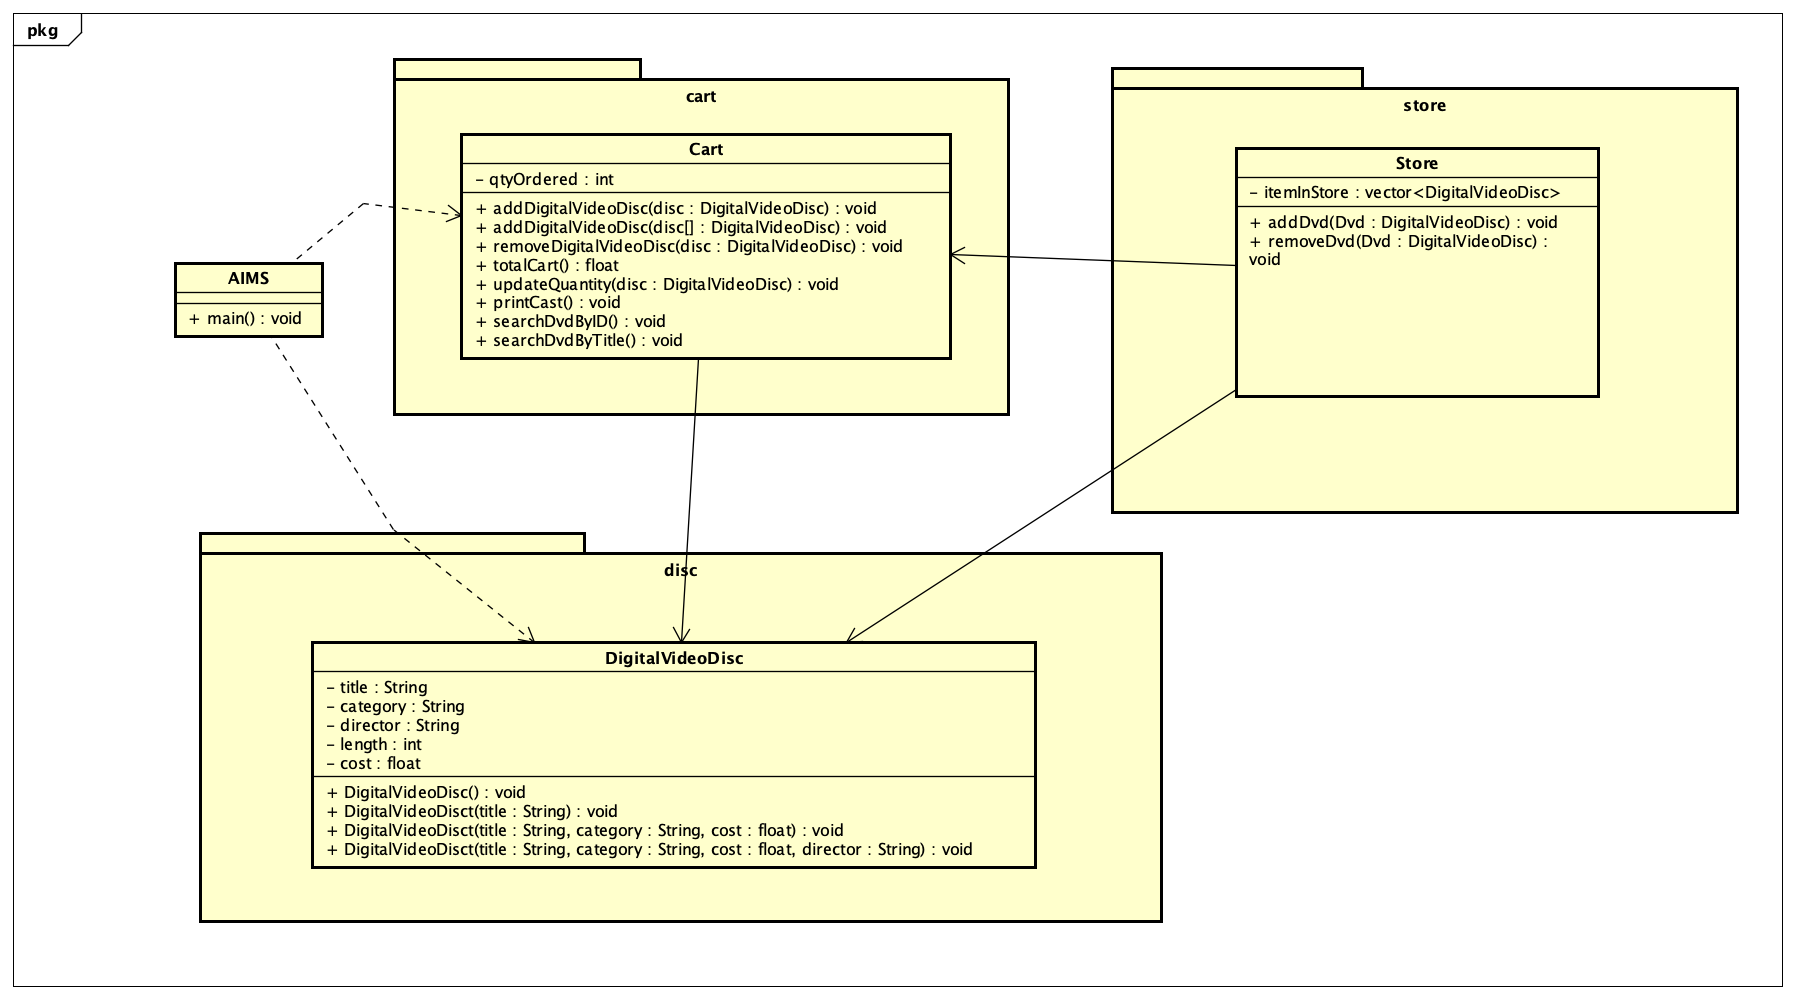 pkg
cart
Cart
– qtyOrdered : int
+ addDigitalVideoDisc(disc : DigitalVideoDisc) : void
+ addDigitalVideoDisc(disc[] : DigitalVideoDisc) : void
+ removeDigitalVideoDisc(disc : DigitalVideoDisc) : void
+ totalCart() : float
+ updateQuantity(disc : DigitalVideoDisc) : void
+ printCast() : void
+ searchDvdByID() : void
+ searchDvdByTitle() : void
store
Store
– itemInStore : vector<DigitalVideoDisc>
+ addDvd(Dvd : DigitalVideoDisc) : void
+ removeDvd(Dvd : DigitalVideoDisc) :
void
AIMS
+ main() : void
disc
DigitalVideoDisc
– title : String
– category : String
– director : String
– length : int
– cost : float
+ DigitalVideoDisc() : void
+ DigitalVideoDisct(title : String) : void
+ DigitalVideoDisct(title : String, category : String, cost : float) : void
+ DigitalVideoDisct(title : String, category : String, cost : float, director : String) : void